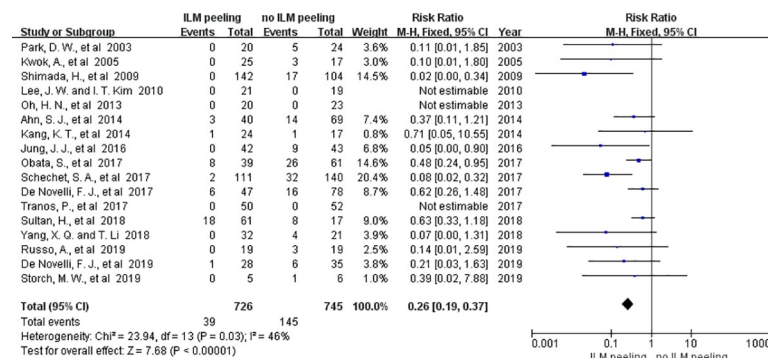 ILM peeling no ILM peeling Risk Ratio Risk Ratio
Study or Subgroup Events Total Events Total Weight M-H, Fixed, 95% CI Year M-H, Fixed, 95% CI
Park, D. W., et al 2003 0 20 5 24 3.6% 0.11 [0.01, 1.85] 2003
Kwok, A., et al 2005 0 25 3 17 3.0% 0.10 [0.01, 1.80] 2005
Shimada, H., et al 2009 0 142 17 104 14.5% 0.02 [0.00, 0.34] 2009
Lee, J. W. and I. T. Kim 2010 0 21 0 19 Not estimable 2010
Oh, H. N., et al 2013 0 20 0 23 Not estimable 2013
Ahn, S. J., et al 2014 3 40 14 69 7.4% 0.37 [0.11, 1.21] 2014
Kang, K. T., et al 2014 1 24 1 17 0.8% 0.71 [0.05, 10.55] 2014
Jung, J. J., et al 2016 0 42 9 43 6.7% 0.05 [0.00, 0.90] 2016
Obata, S., et al 2017 8 39 26 61 14.6% 0.48 [0.24, 0.95] 2017
Schechet, S. A., et al 2017 2 111 32 140 20.4% 0.08 [0.02, 0.32] 2017
De Novelli, F. J., et al 2017 6 47 16 78 8.7% 0.62 [0.26, 1.48] 2017
Tranos, P., et al 2017 0 50 0 52 Not estimable 2017
Sultan, H., et al 2018 18 61 8 17 9.0% 0.63 [0.33, 1.18] 2018
Yang, X. Q. and T. Li 2018 0 32 4 21 3.9% 0.07 [0.00, 1.31] 2018
Russo, A., et al 2019 0 19 3 19 2.5% 0.14 [0.01, 2.59] 2019
De Novelli, F. J., et al 2019 1 28 6 35 3.8% 0.21 [0.03, 1.63] 2019
Storch, M. W., et al 2019 0 5 1 6 1.0% 0.39 [0.02, 7.88] 2019
Total (95% CI) 726 745 100.0% 0.26 [0.19, 0.37]
Total events 39 145
Heterogeneity: Chi² = 23.94, df = 13 (P = 0.03); I² = 46%
Test for overall effect: Z = 7.68 (P < 0.00001)
0.001 0.1 1 10 1000
ILM peeling no ILM peeling